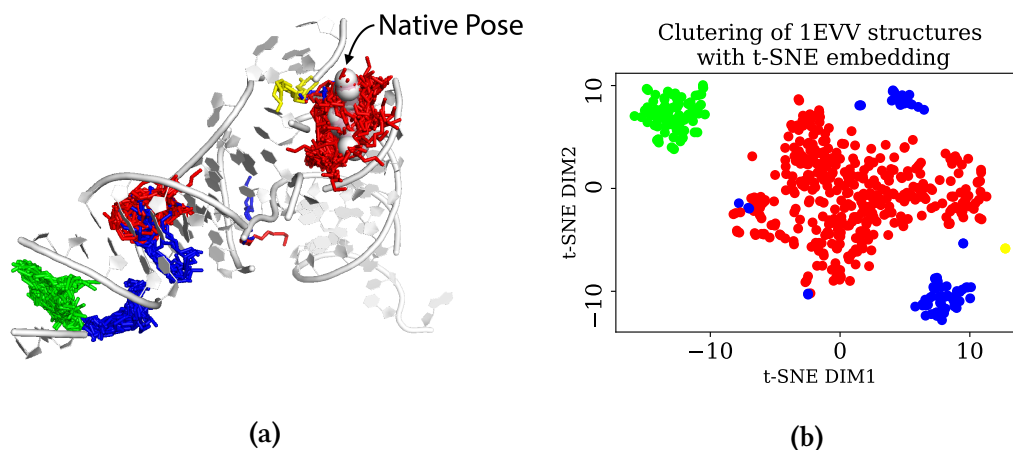 Native Pose
(a)
Clutering of 1EVV structures
with t-SNE embedding
t-SNE DIM2
10
0
−10
−10
0
10
t-SNE DIM1
(b)